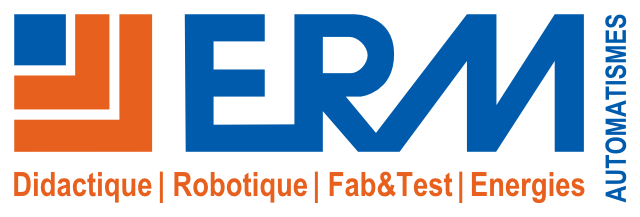 ERM
AUTOMATISMES
Didactique | Robotique | Fab&Test | Energies